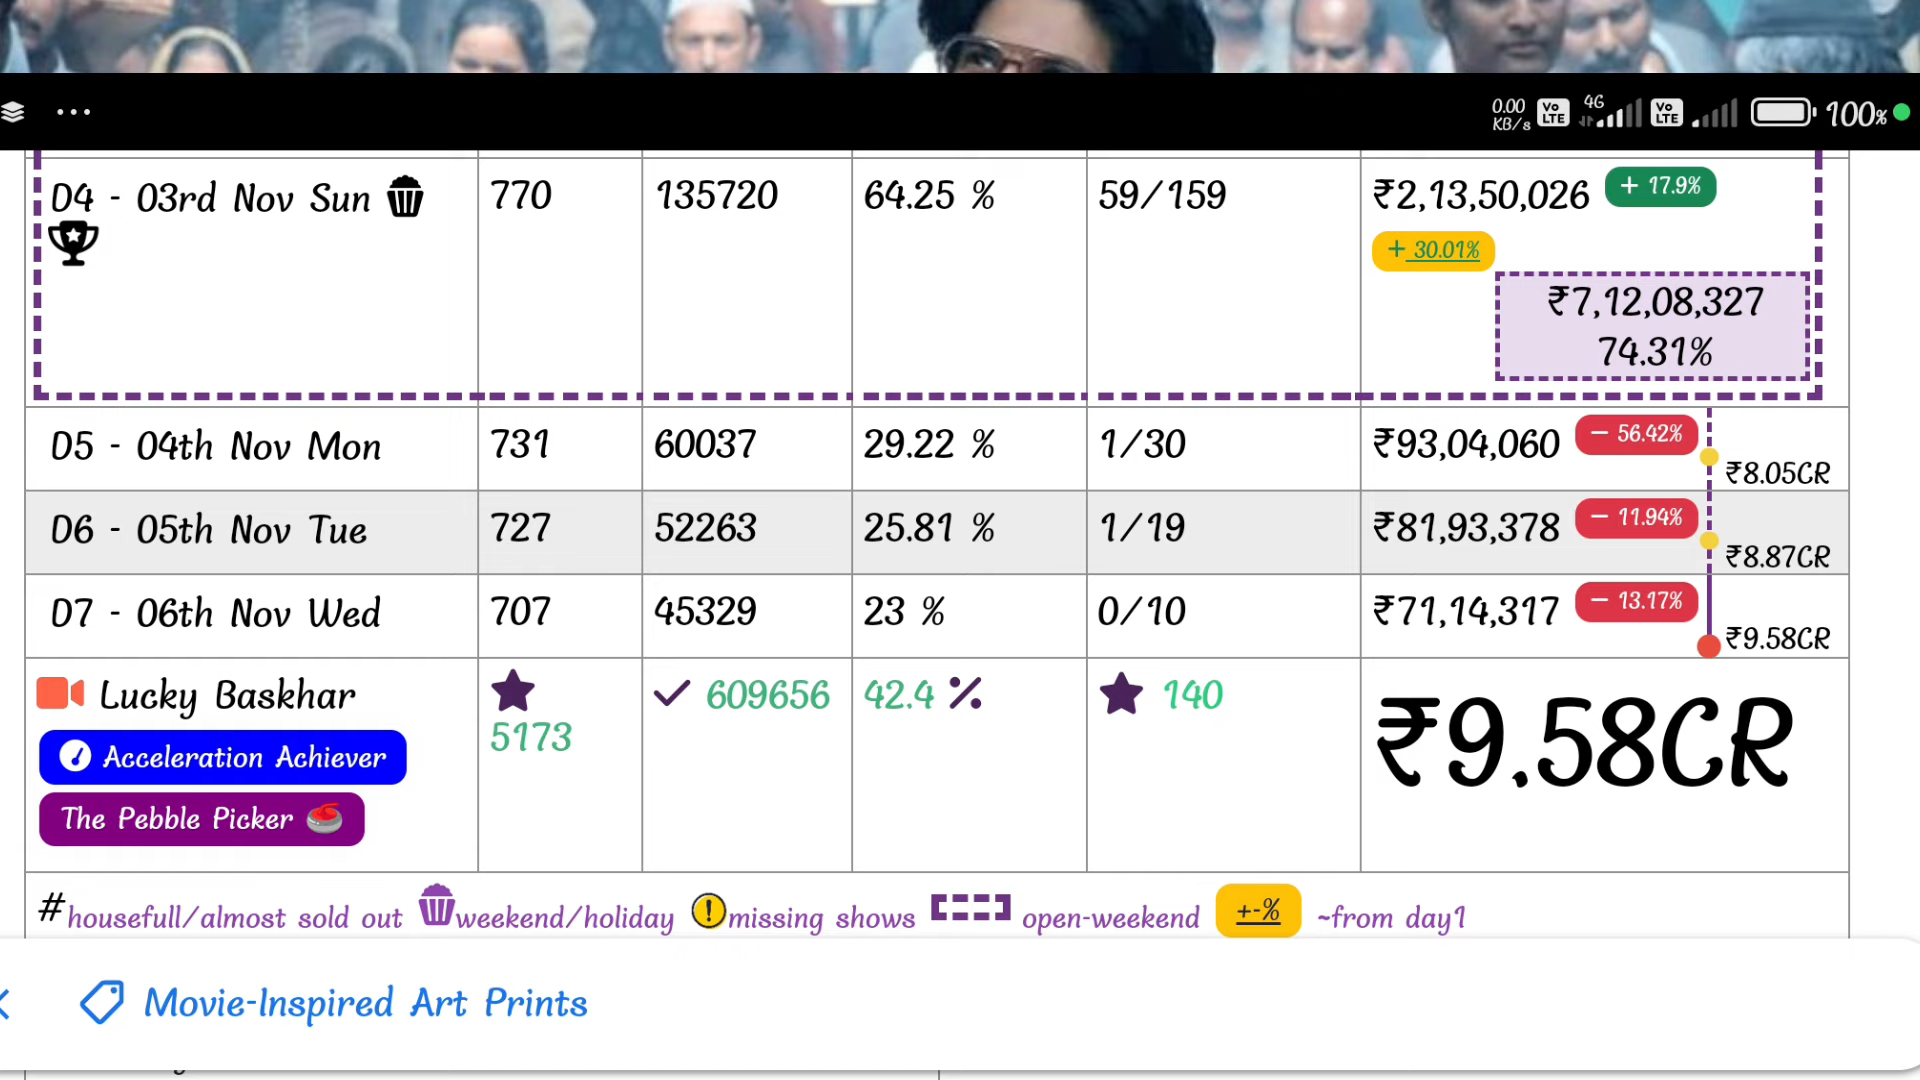 0.00 KB/s Vo LTE 4G Vo LTE 100%
D4 - 03rd Nov Sun 770 135720 64.25 % 59/159 ₹2,13,50,026 + 17.9%
+ 30.01%
₹7,12,08,327
74.31%
D5 - 04th Nov Mon 731 60037 29.22 % 1/30 ₹93,04,060 − 56.42%
₹8.05CR
D6 - 05th Nov Tue 727 52263 25.81 % 1/19 ₹81,93,378 − 11.94%
₹8.87CR
D7 - 06th Nov Wed 707 45329 23 % 0/10 ₹71,14,317 − 13.17%
₹9.58CR
Lucky Baskhar 5173 609656 42.4 % 140 ₹9.58CR
Acceleration Achiever
The Pebble Picker
#housefull/almost sold out weekend/holiday missing shows open-weekend +-% ~from day1
Movie-Inspired Art Prints